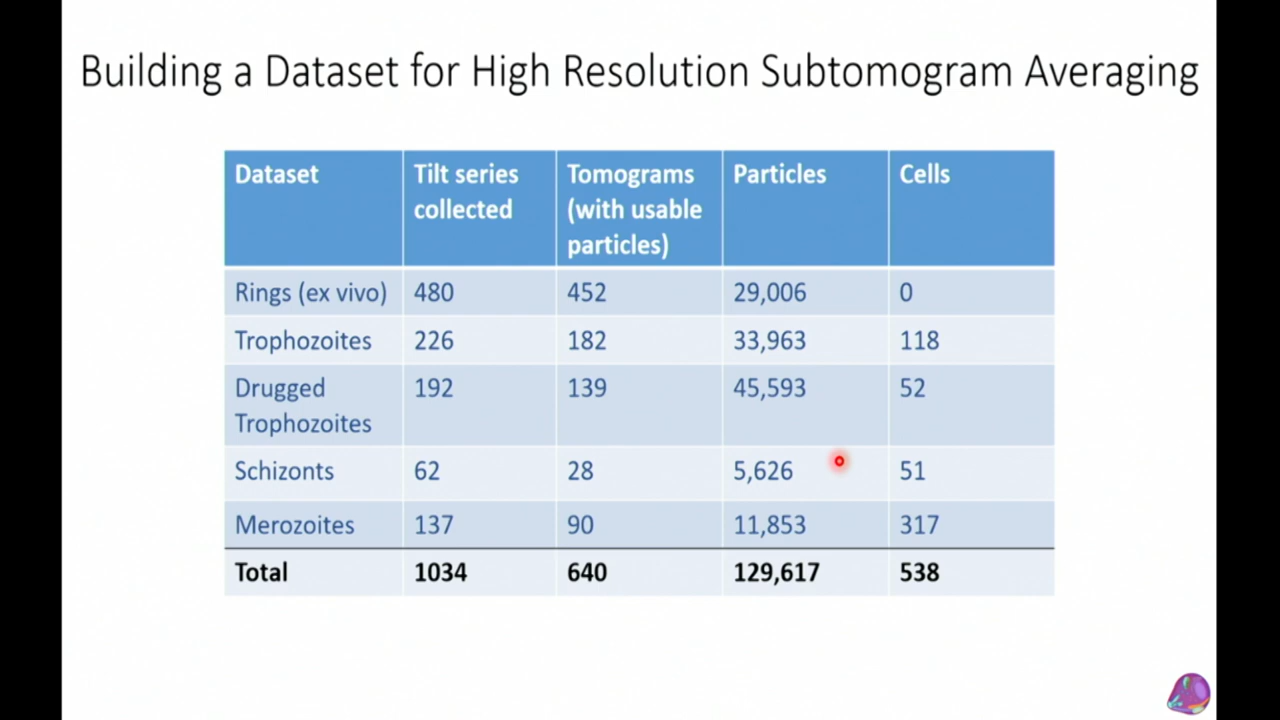 Building a Dataset for High Resolution Subtomogram Averaging
Dataset Tilt series collected Tomograms (with usable particles) Particles Cells
Rings (ex vivo) 480 452 29,006 0
Trophozoites 226 182 33,963 118
Drugged Trophozoites 192 139 45,593 52
Schizonts 62 28 5,626 51
Merozoites 137 90 11,853 317
Total 1034 640 129,617 538